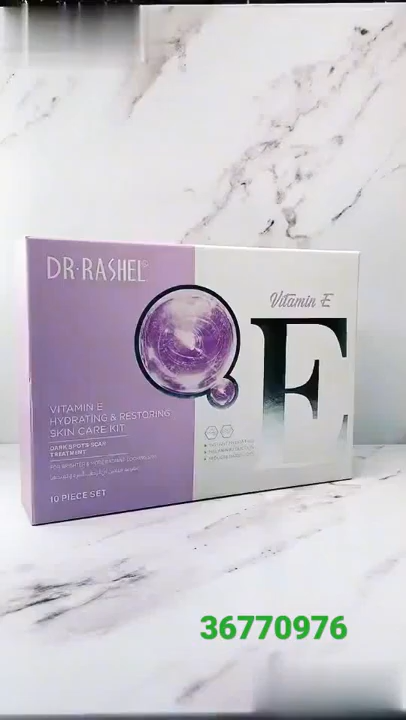 DR·RASHEL
Vitamin E
E
VITAMIN E
HYDRATING & RESTORING
SKIN CARE KIT
DARK SPOTS SCAR
TREATMENT
10 PIECE SET
36770976